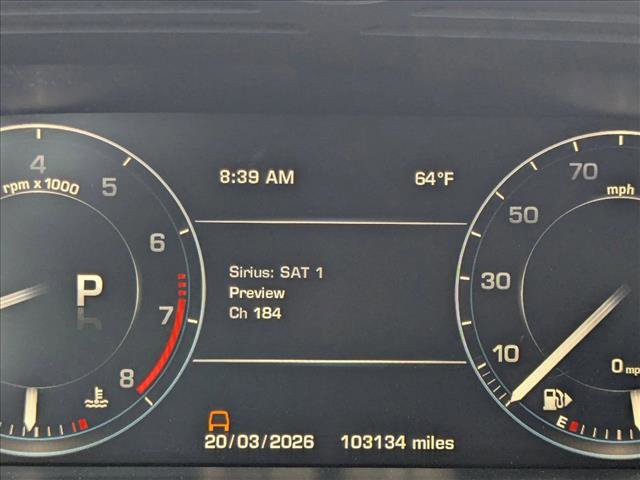 4
rpm x 1000
5
6
7
8
P
8:39 AM
64°F
Sirius: SAT 1
Preview
Ch 184
20/03/2026
103134 miles
70
mph
50
30
10
0 mp
E